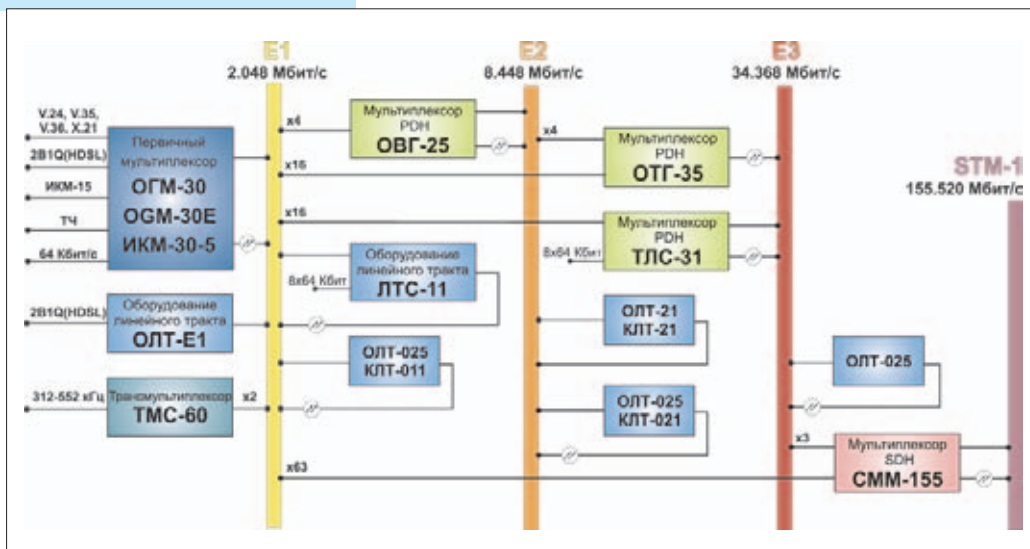 E1
2.048 Мбит/с
E2
8.448 Мбит/с
E3
34.368 Мбит/с
STM-1
155.520 Мбит/с
V.24, V.35,
V.36, X.21
2B1Q(HDSL)
ИКМ-15
ТЧ
64 Кбит/с
Первичный
мультиплексор
ОГМ-30
OGM-30E
ИКМ-30-5
2B1Q(HDSL)
Оборудование
линейного тракта
ОЛТ-Е1
312-552 кГц
Трансмультиплексор
ТМС-60
x2
x4
Мультиплексор
PDH
ОВГ-25
x16
x4
Мультиплексор
PDH
ОТГ-35
x16
8x64 Кбит
Мультиплексор
PDH
ТЛС-31
8x64 Кбит
Оборудование
линейного тракта
ЛТС-11
ОЛТ-025
КЛТ-011
ОЛТ-21
КЛТ-21
ОЛТ-025
КЛТ-021
ОЛТ-025
x63
x3
Мультиплексор
SDH
СММ-155